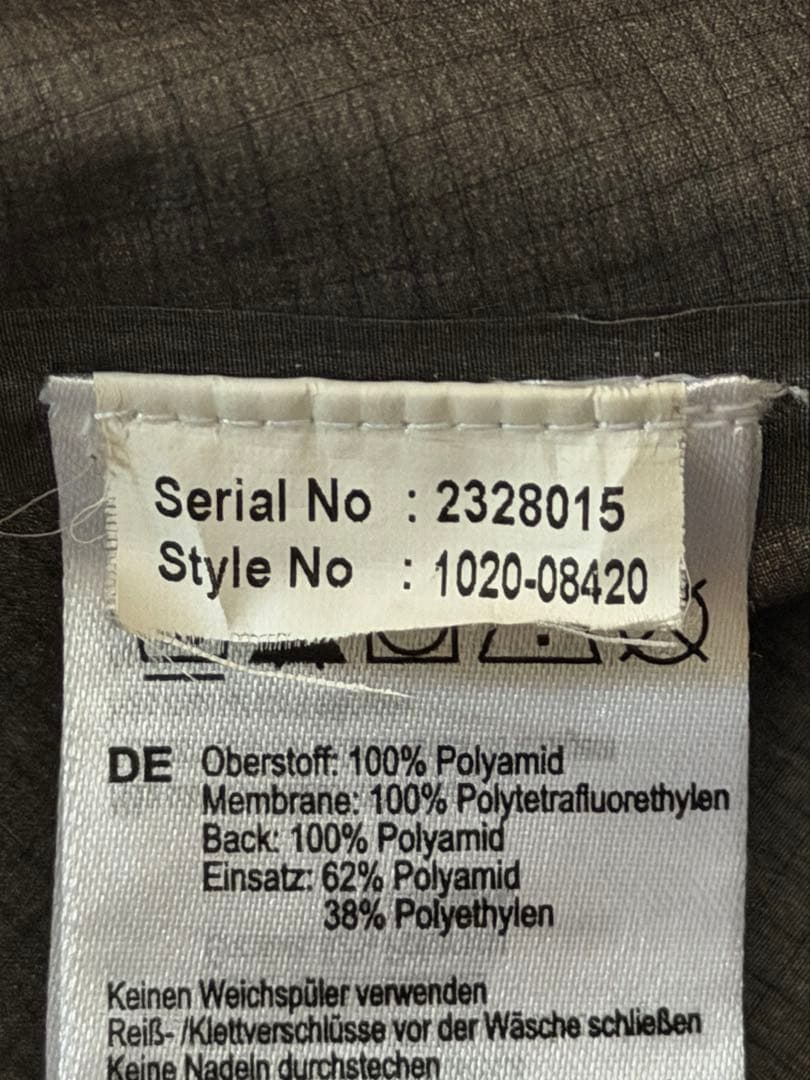 Serial No : 2328015
Style No : 1020-08420
DE Oberstoff: 100% Polyamid
Membrane: 100% Polytetrafluorethylen
Back: 100% Polyamid
Einsatz: 62% Polyamid
38% Polyethylen
Keinen Weichspüler verwenden
Reiß- /Klettverschlüsse vor der Wäsche schließen
Keine Nadeln durchstechen